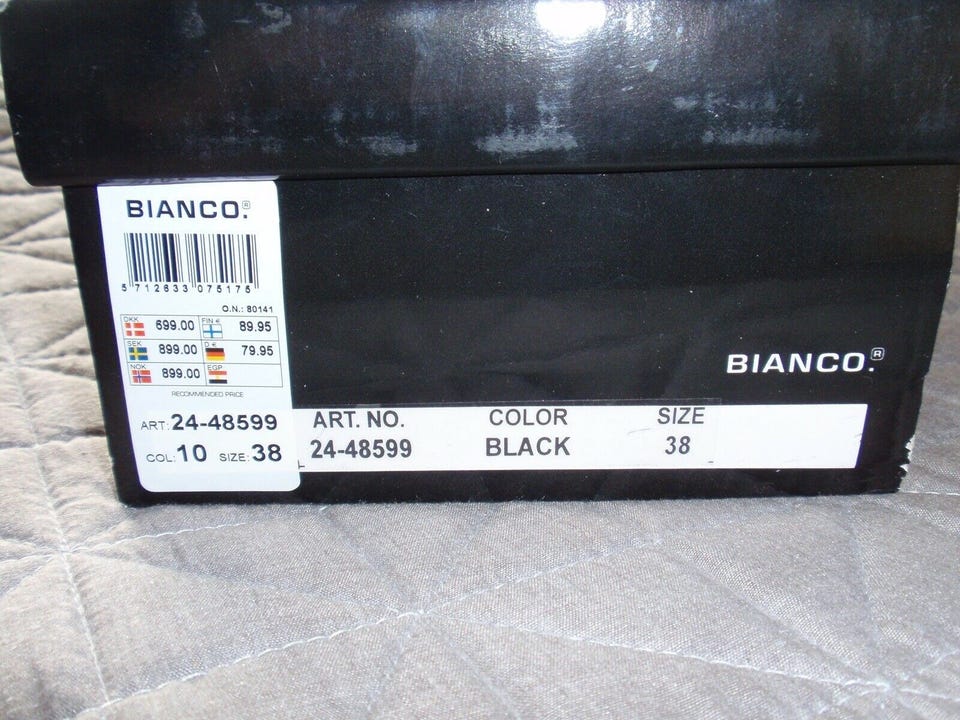 BIANCO.®
5 712633 075175
O.N.: 80141
DKK 699.00 FIN € 89.95
SEK 899.00 D € 79.95
NOK 899.00 EGP
RECOMMENDED PRICE
ART: 24-48599
COL: 10 SIZE: 38
BIANCO.®
ART. NO. COLOR SIZE
24-48599 BLACK 38